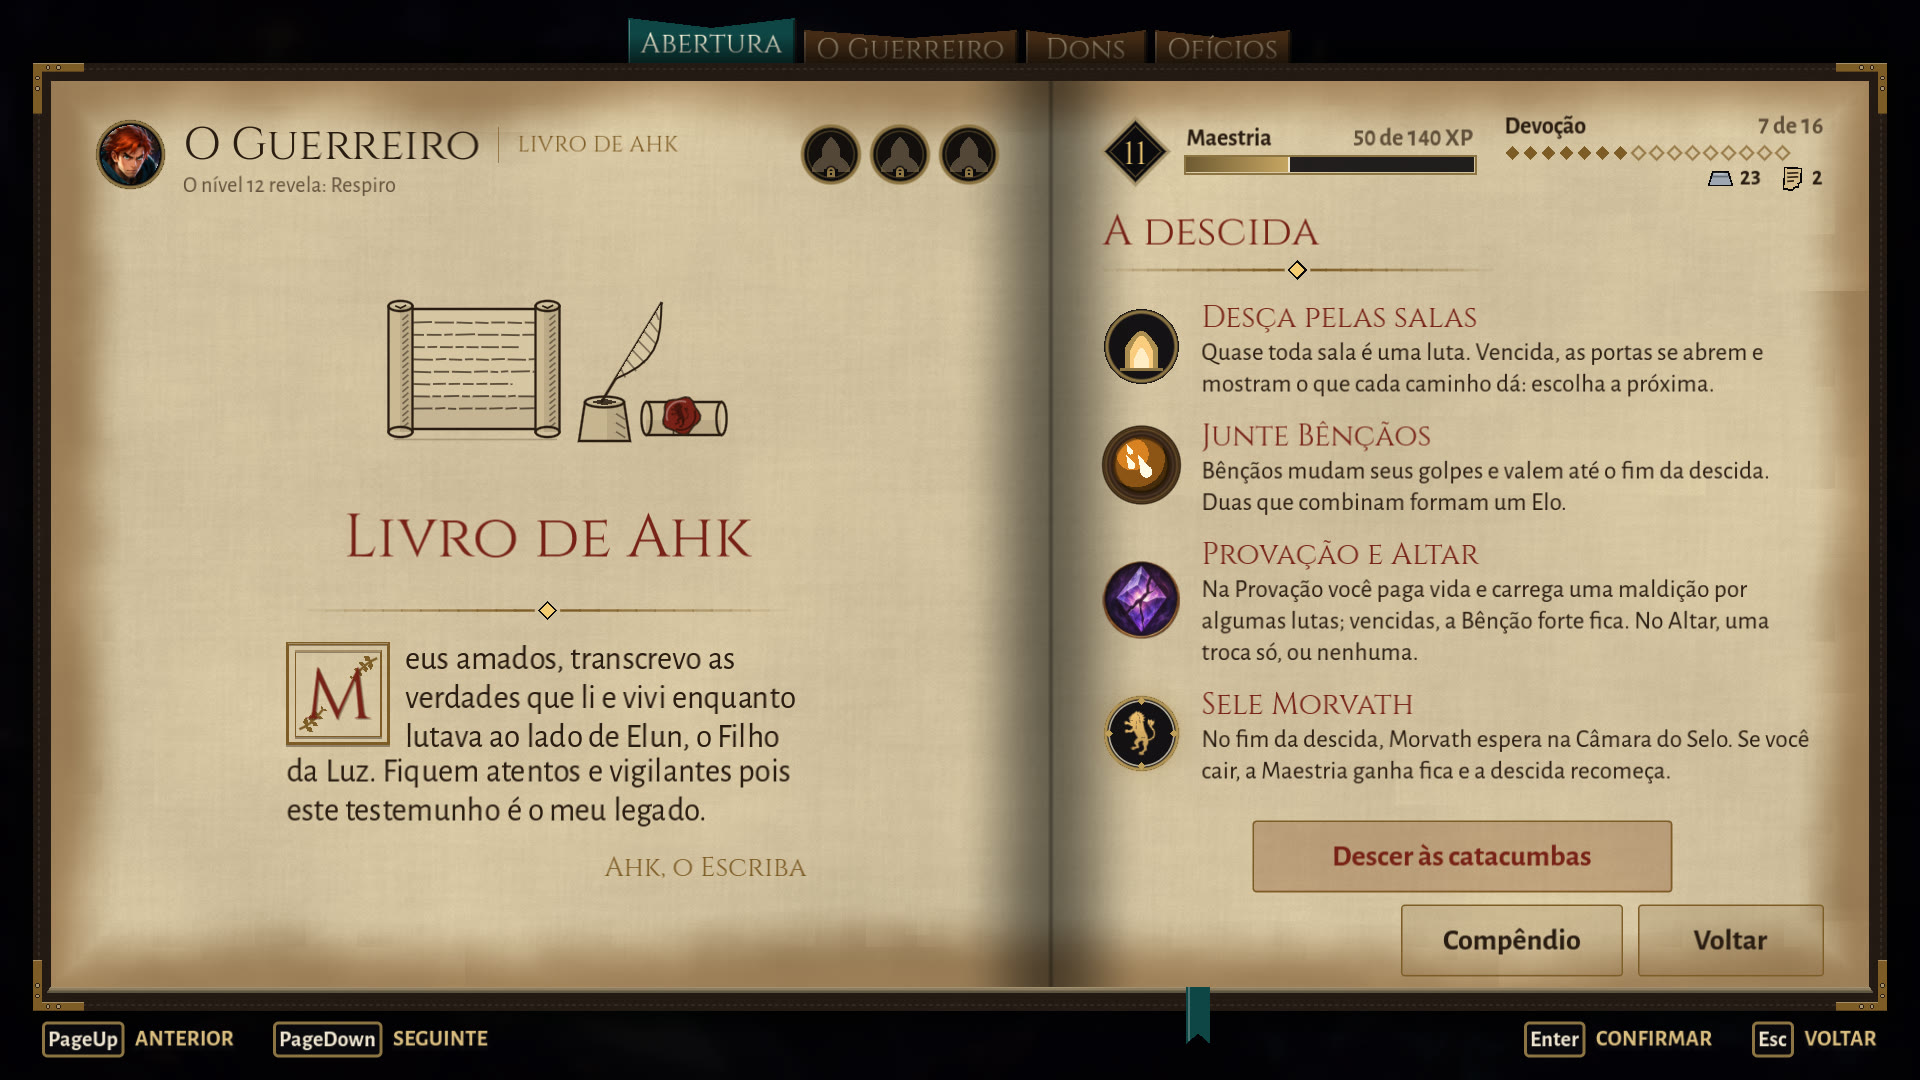 ABERTURA
O GUERREIRO
DONS
OFÍCIOS
O GUERREIRO
LIVRO DE AHK
O nível 12 revela: Respiro
11
Maestria
50 de 140 XP
Devoção
7 de 16
23
2
A DESCIDA
DESÇA PELAS SALAS
Quase toda sala é uma luta. Vencida, as portas se abrem e
mostram o que cada caminho dá: escolha a próxima.
JUNTE BÊNÇÃOS
Bênçãos mudam seus golpes e valem até o fim da descida.
Duas que combinam formam um Elo.
PROVAÇÃO E ALTAR
Na Provação você paga vida e carrega uma maldição por
algumas lutas; vencidas, a Bênção forte fica. No Altar, uma
troca só, ou nenhuma.
SELE MORVATH
No fim da descida, Morvath espera na Câmara do Selo. Se você
cair, a Maestria ganha fica e a descida recomeça.
LIVRO DE AHK
Meus amados, transcrevo as
verdades que li e vivi enquanto
lutava ao lado de Elun, o Filho
da Luz. Fiquem atentos e vigilantes pois
este testemunho é o meu legado.
AHK, O ESCRIBA
Descer às catacumbas
Compêndio
Voltar
PageUp ANTERIOR
PageDown SEGUINTE
Enter CONFIRMAR
Esc VOLTAR